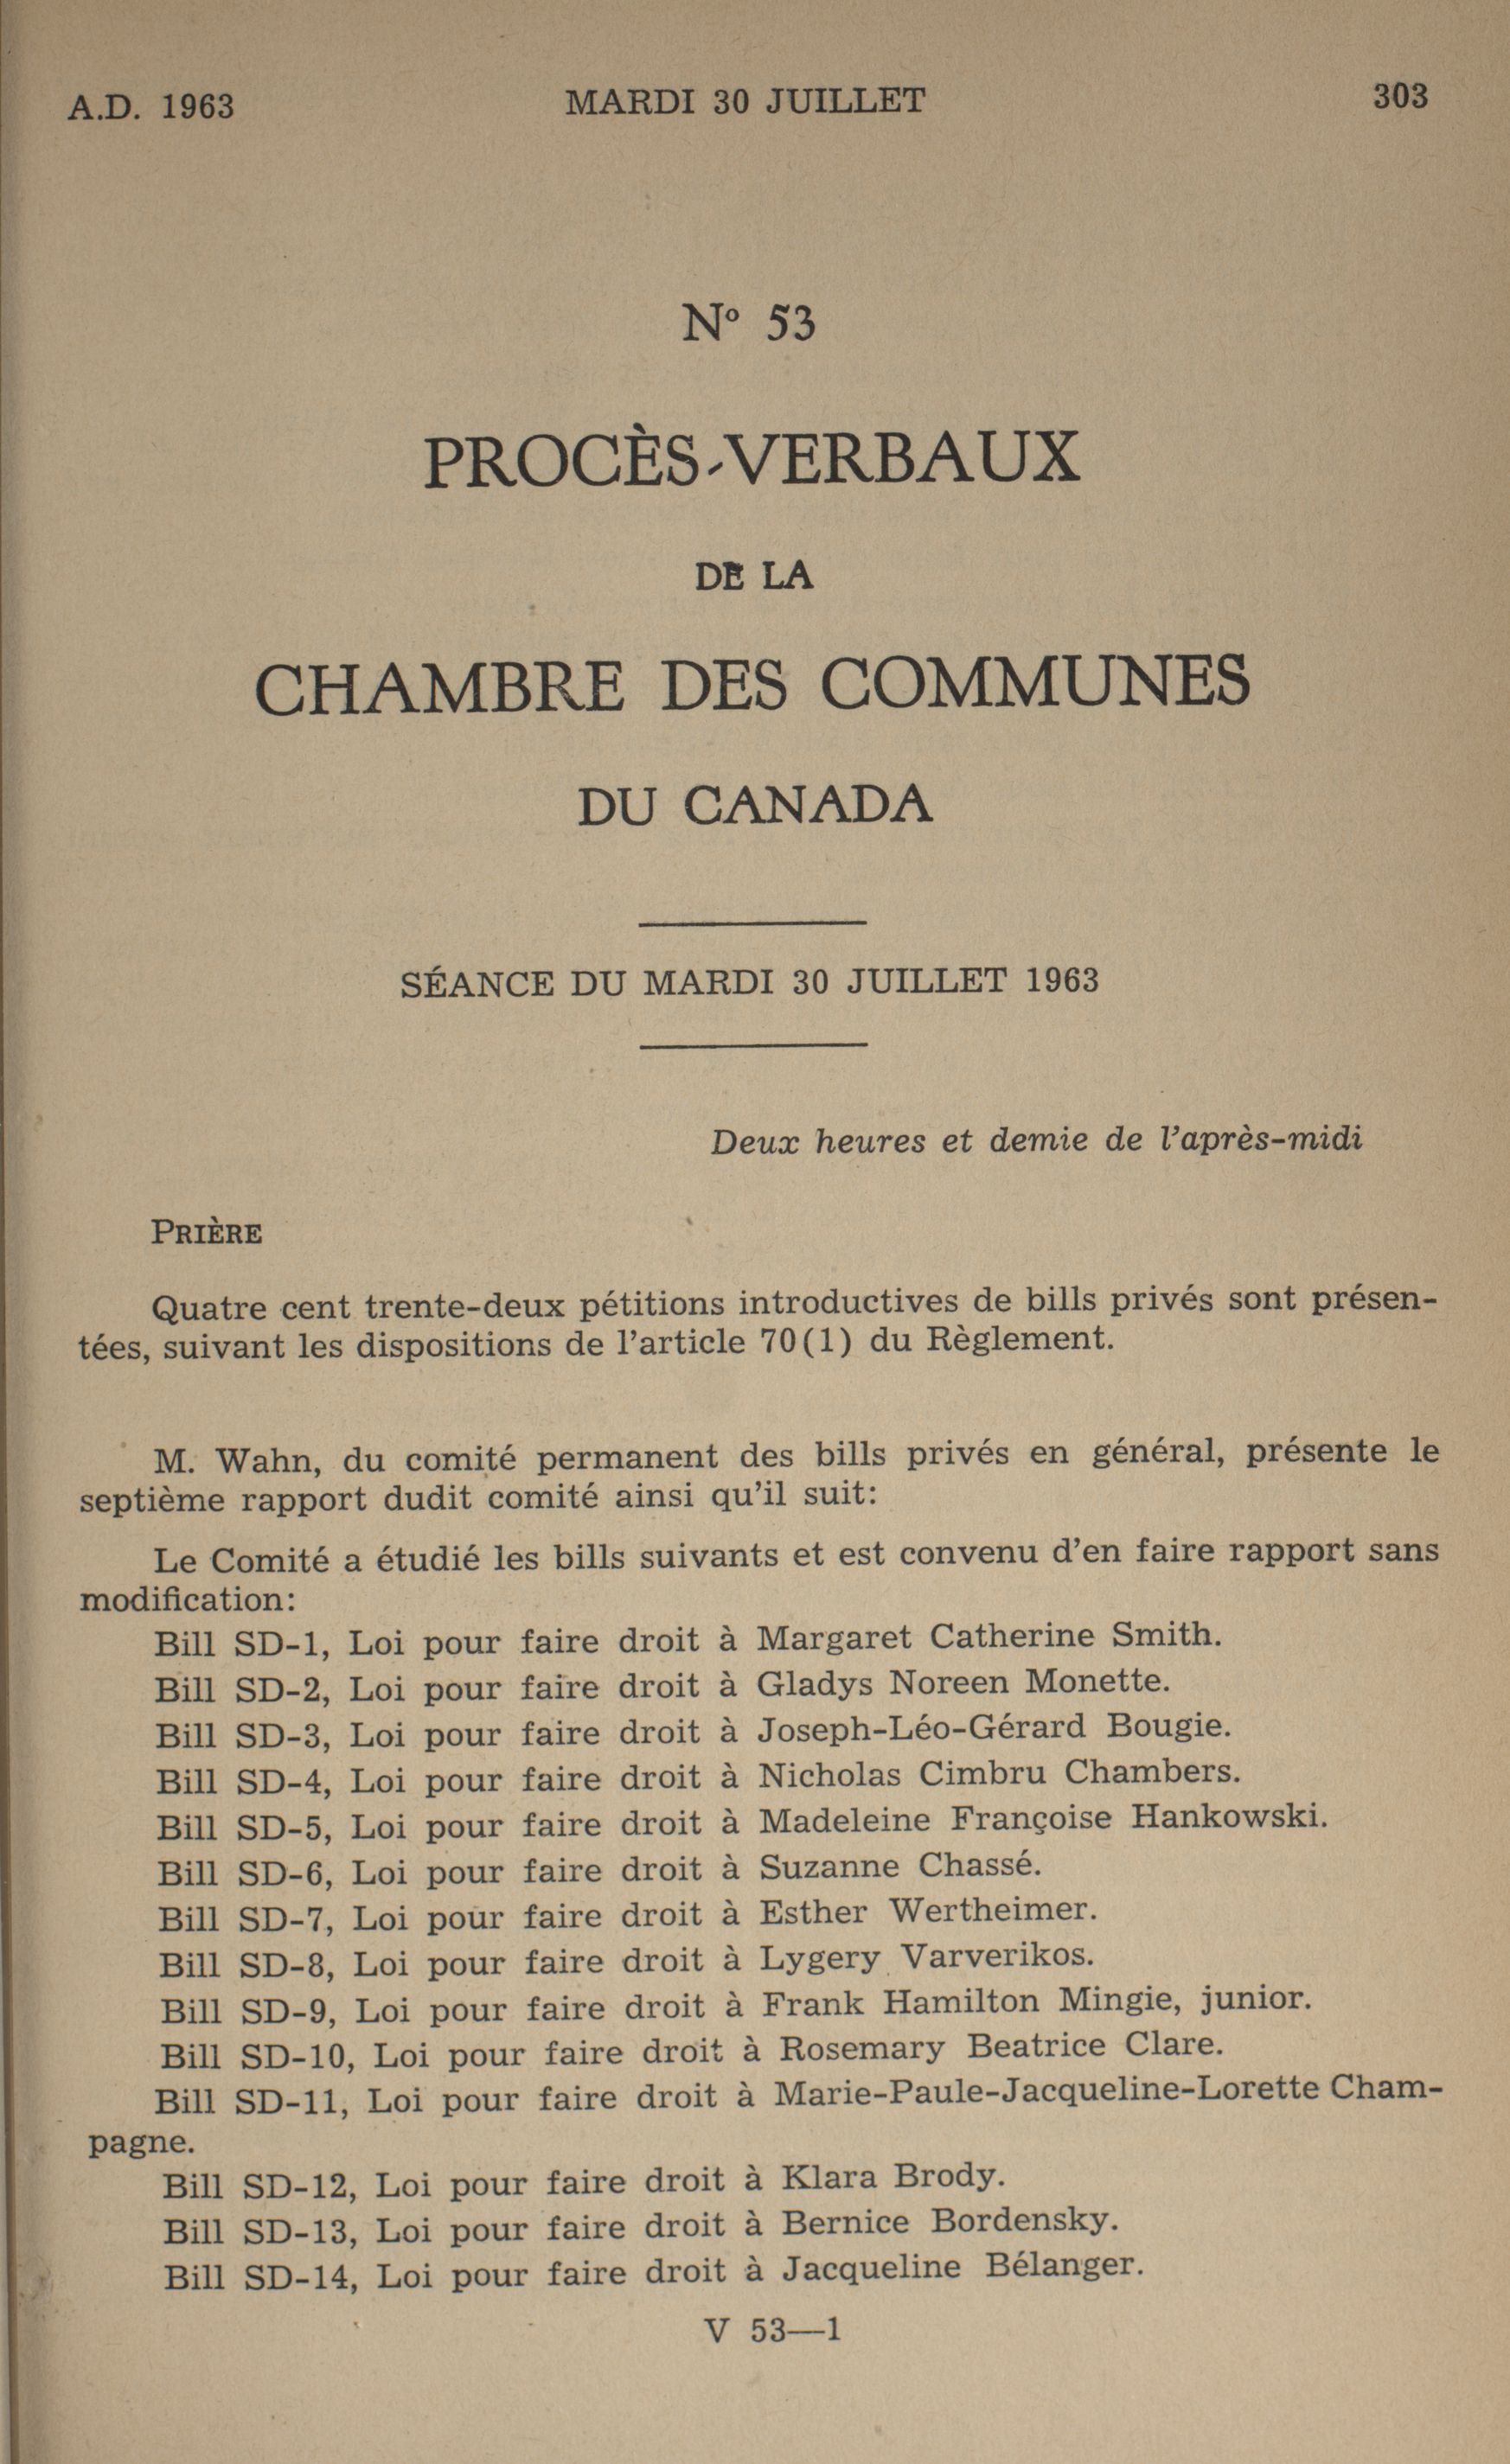 A.D. 1963 MARDI 30 JUILLET 303
Nº 53
PROCÈS-VERBAUX
DE LA
CHAMBRE DES COMMUNES
DU CANADA
SÉANCE DU MARDI 30 JUILLET 1963
Deux heures et demie de l'après-midi
PRIÈRE
Quatre cent trente-deux pétitions introductives de bills privés sont présen-
tées, suivant les dispositions de l'article 70(1) du Règlement.
M. Wahn, du comité permanent des bills privés en général, présente le
septième rapport dudit comité ainsi qu'il suit:
Le Comité a étudié les bills suivants et est convenu d'en faire rapport sans
modification:
Bill SD-1, Loi pour faire droit à Margaret Catherine Smith.
Bill SD-2, Loi pour faire droit à Gladys Noreen Monette.
Bill SD-3, Loi pour faire droit à Joseph-Léo-Gérard Bougie.
Bill SD-4, Loi pour faire droit à Nicholas Cimbru Chambers.
Bill SD-5, Loi pour faire droit à Madeleine Françoise Hankowski.
Bill SD-6, Loi pour faire droit à Suzanne Chassé.
Bill SD-7, Loi pour faire droit à Esther Wertheimer.
Bill SD-8, Loi pour faire droit à Lygery Varverikos.
Bill SD-9, Loi pour faire droit à Frank Hamilton Mingie, junior.
Bill SD-10, Loi pour faire droit à Rosemary Beatrice Clare.
Bill SD-11, Loi pour faire droit à Marie-Paule-Jacqueline-Lorette Cham-
pagne.
Bill SD-12, Loi pour faire droit à Klara Brody.
Bill SD-13, Loi pour faire droit à Bernice Bordensky.
Bill SD-14, Loi pour faire droit à Jacqueline Bélanger.
V 53—1